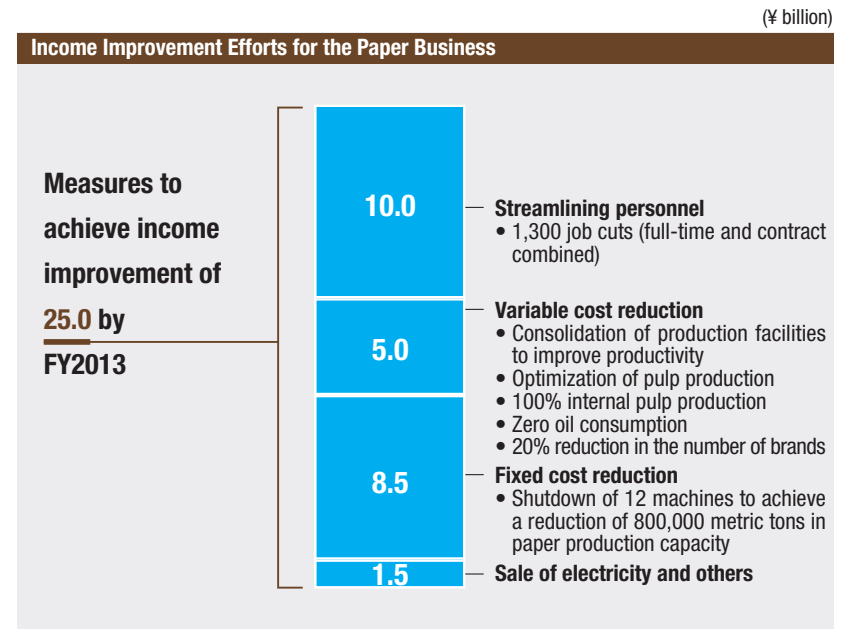 (¥ billion)
Income Improvement Efforts for the Paper Business
Measures to
achieve income
improvement of
25.0 by
FY2013
10.0
Streamlining personnel
• 1,300 job cuts (full-time and contract
combined)
5.0
Variable cost reduction
• Consolidation of production facilities
to improve productivity
• Optimization of pulp production
• 100% internal pulp production
• Zero oil consumption
• 20% reduction in the number of brands
8.5
Fixed cost reduction
• Shutdown of 12 machines to achieve
a reduction of 800,000 metric tons in
paper production capacity
1.5
Sale of electricity and others